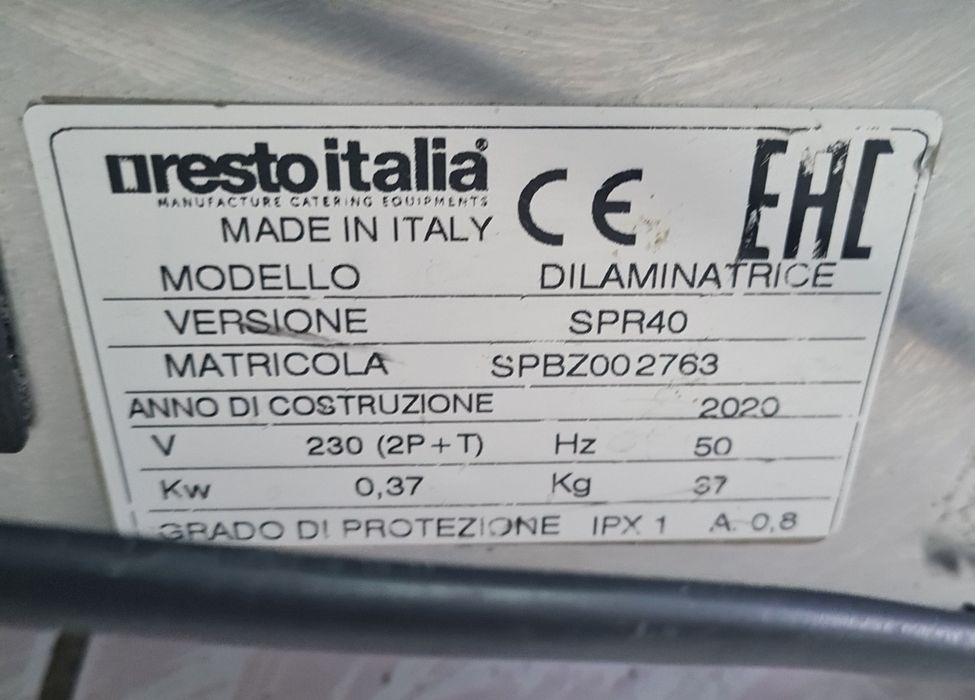 restoitalia®
MANUFACTURE CATERING EQUIPMENTS
MADE IN ITALY
CE
EAC
MODELLO DILAMINATRICE
VERSIONE SPR40
MATRICOLA SPBZ002763
ANNO DI COSTRUZIONE 2020
V 230 (2P+T) Hz 50
Kw 0,37 Kg 37
GRADO DI PROTEZIONE IPX 1 A. 0,8